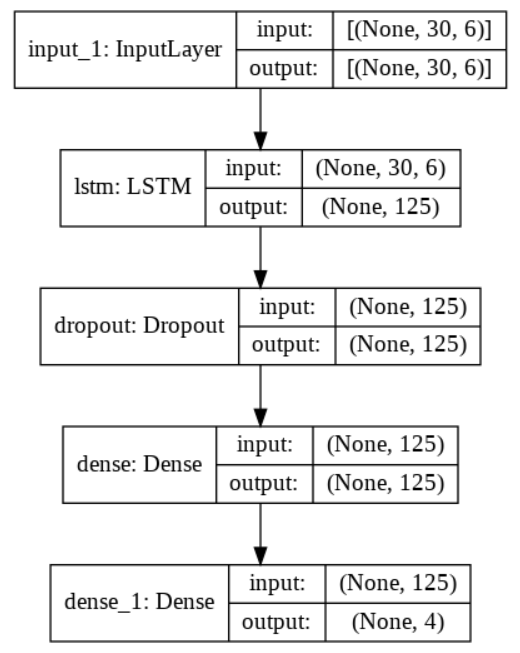 input_1: InputLayer
input:
[(None, 30, 6)]
output:
[(None, 30, 6)]
lstm: LSTM
input:
(None, 30, 6)
output:
(None, 125)
dropout: Dropout
input:
(None, 125)
output:
(None, 125)
dense: Dense
input:
(None, 125)
output:
(None, 125)
dense_1: Dense
input:
(None, 125)
output:
(None, 4)